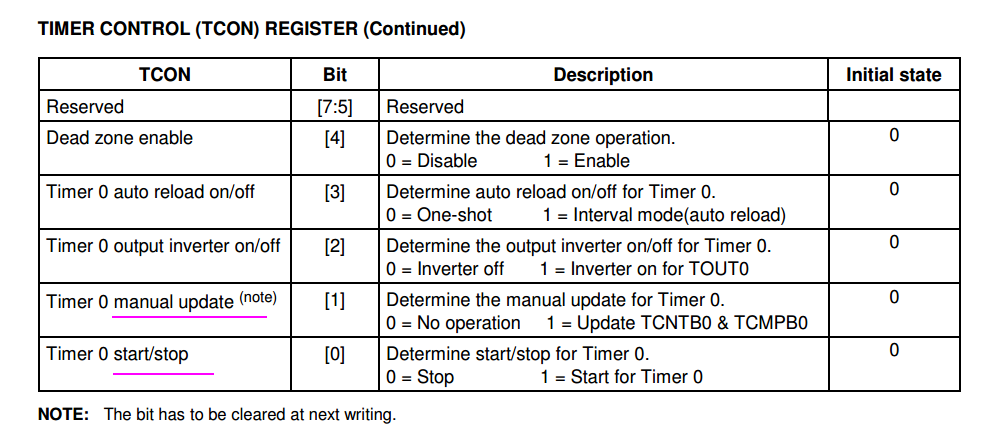 TIMER CONTROL (TCON) REGISTER (Continued)
TCON Bit Description Initial state
Reserved [7:5] Reserved
Dead zone enable [4] Determine the dead zone operation. 0
0 = Disable 1 = Enable
Timer 0 auto reload on/off [3] Determine auto reload on/off for Timer 0. 0
0 = One-shot 1 = Interval mode(auto reload)
Timer 0 output inverter on/off [2] Determine the output inverter on/off for Timer 0. 0
0 = Inverter off 1 = Inverter on for TOUT0
Timer 0 manual update (note) [1] Determine the manual update for Timer 0. 0
0 = No operation 1 = Update TCNTB0 & TCMPB0
Timer 0 start/stop [0] Determine start/stop for Timer 0. 0
0 = Stop 1 = Start for Timer 0
NOTE: The bit has to be cleared at next writing.